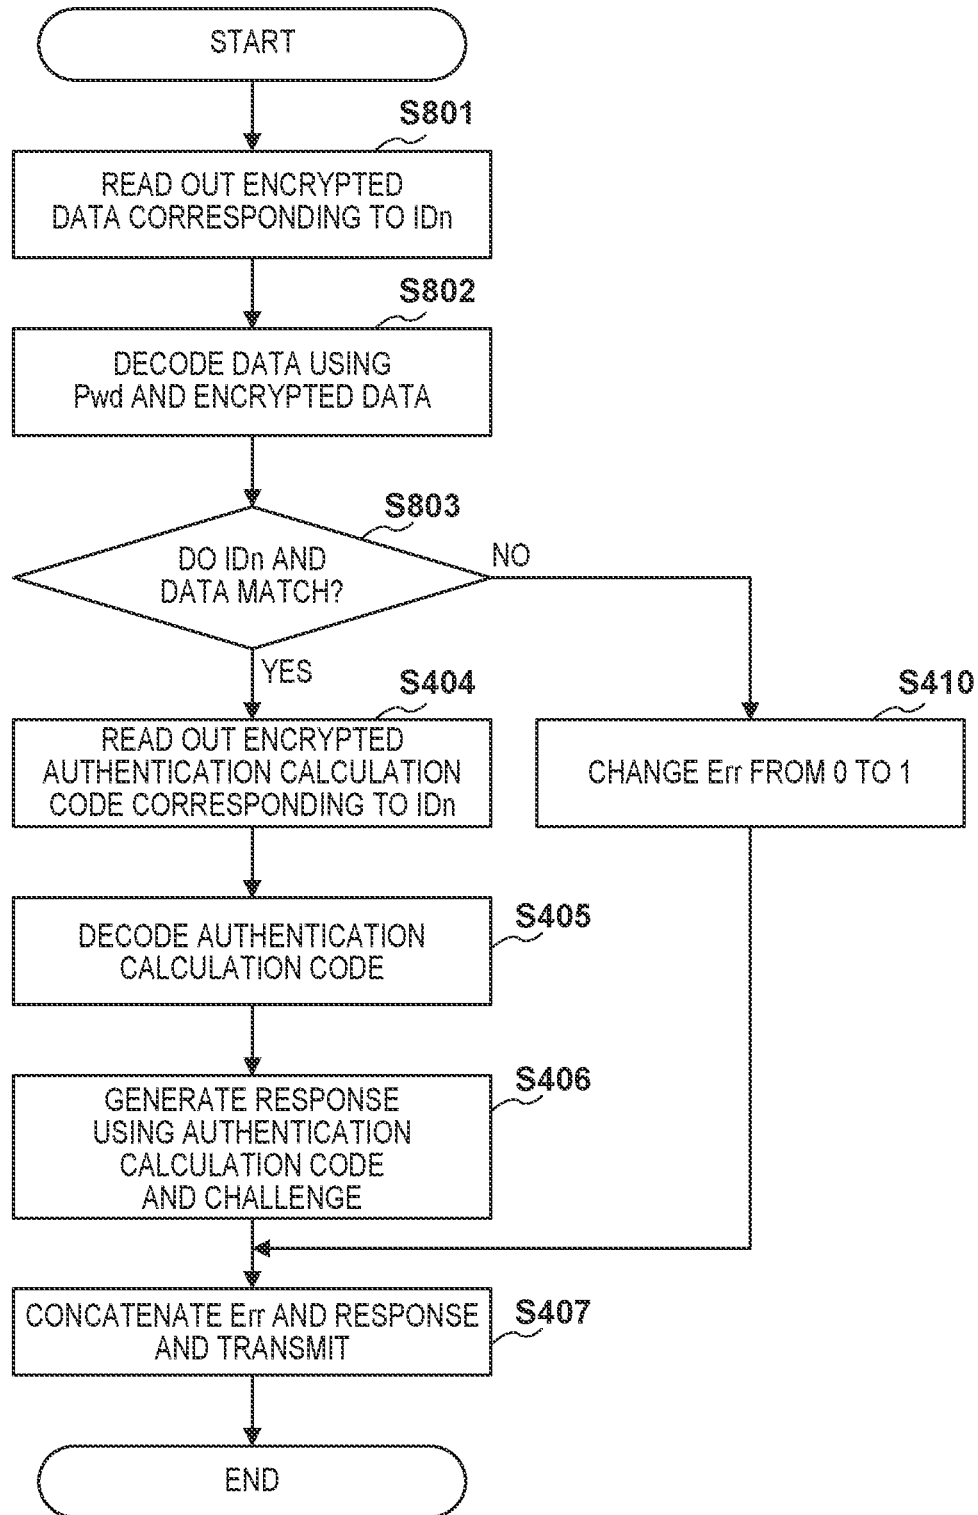 START
S801
READ OUT ENCRYPTED
DATA CORRESPONDING TO IDn
S802
DECODE DATA USING
Pwd AND ENCRYPTED DATA
S803
DO IDn AND
DATA MATCH?
NO
YES
S404
READ OUT ENCRYPTED
AUTHENTICATION CALCULATION
CODE CORRESPONDING TO IDn
S410
CHANGE Err FROM 0 TO 1
S405
DECODE AUTHENTICATION
CALCULATION CODE
S406
GENERATE RESPONSE
USING AUTHENTICATION
CALCULATION CODE
AND CHALLENGE
S407
CONCATENATE Err AND RESPONSE
AND TRANSMIT
END